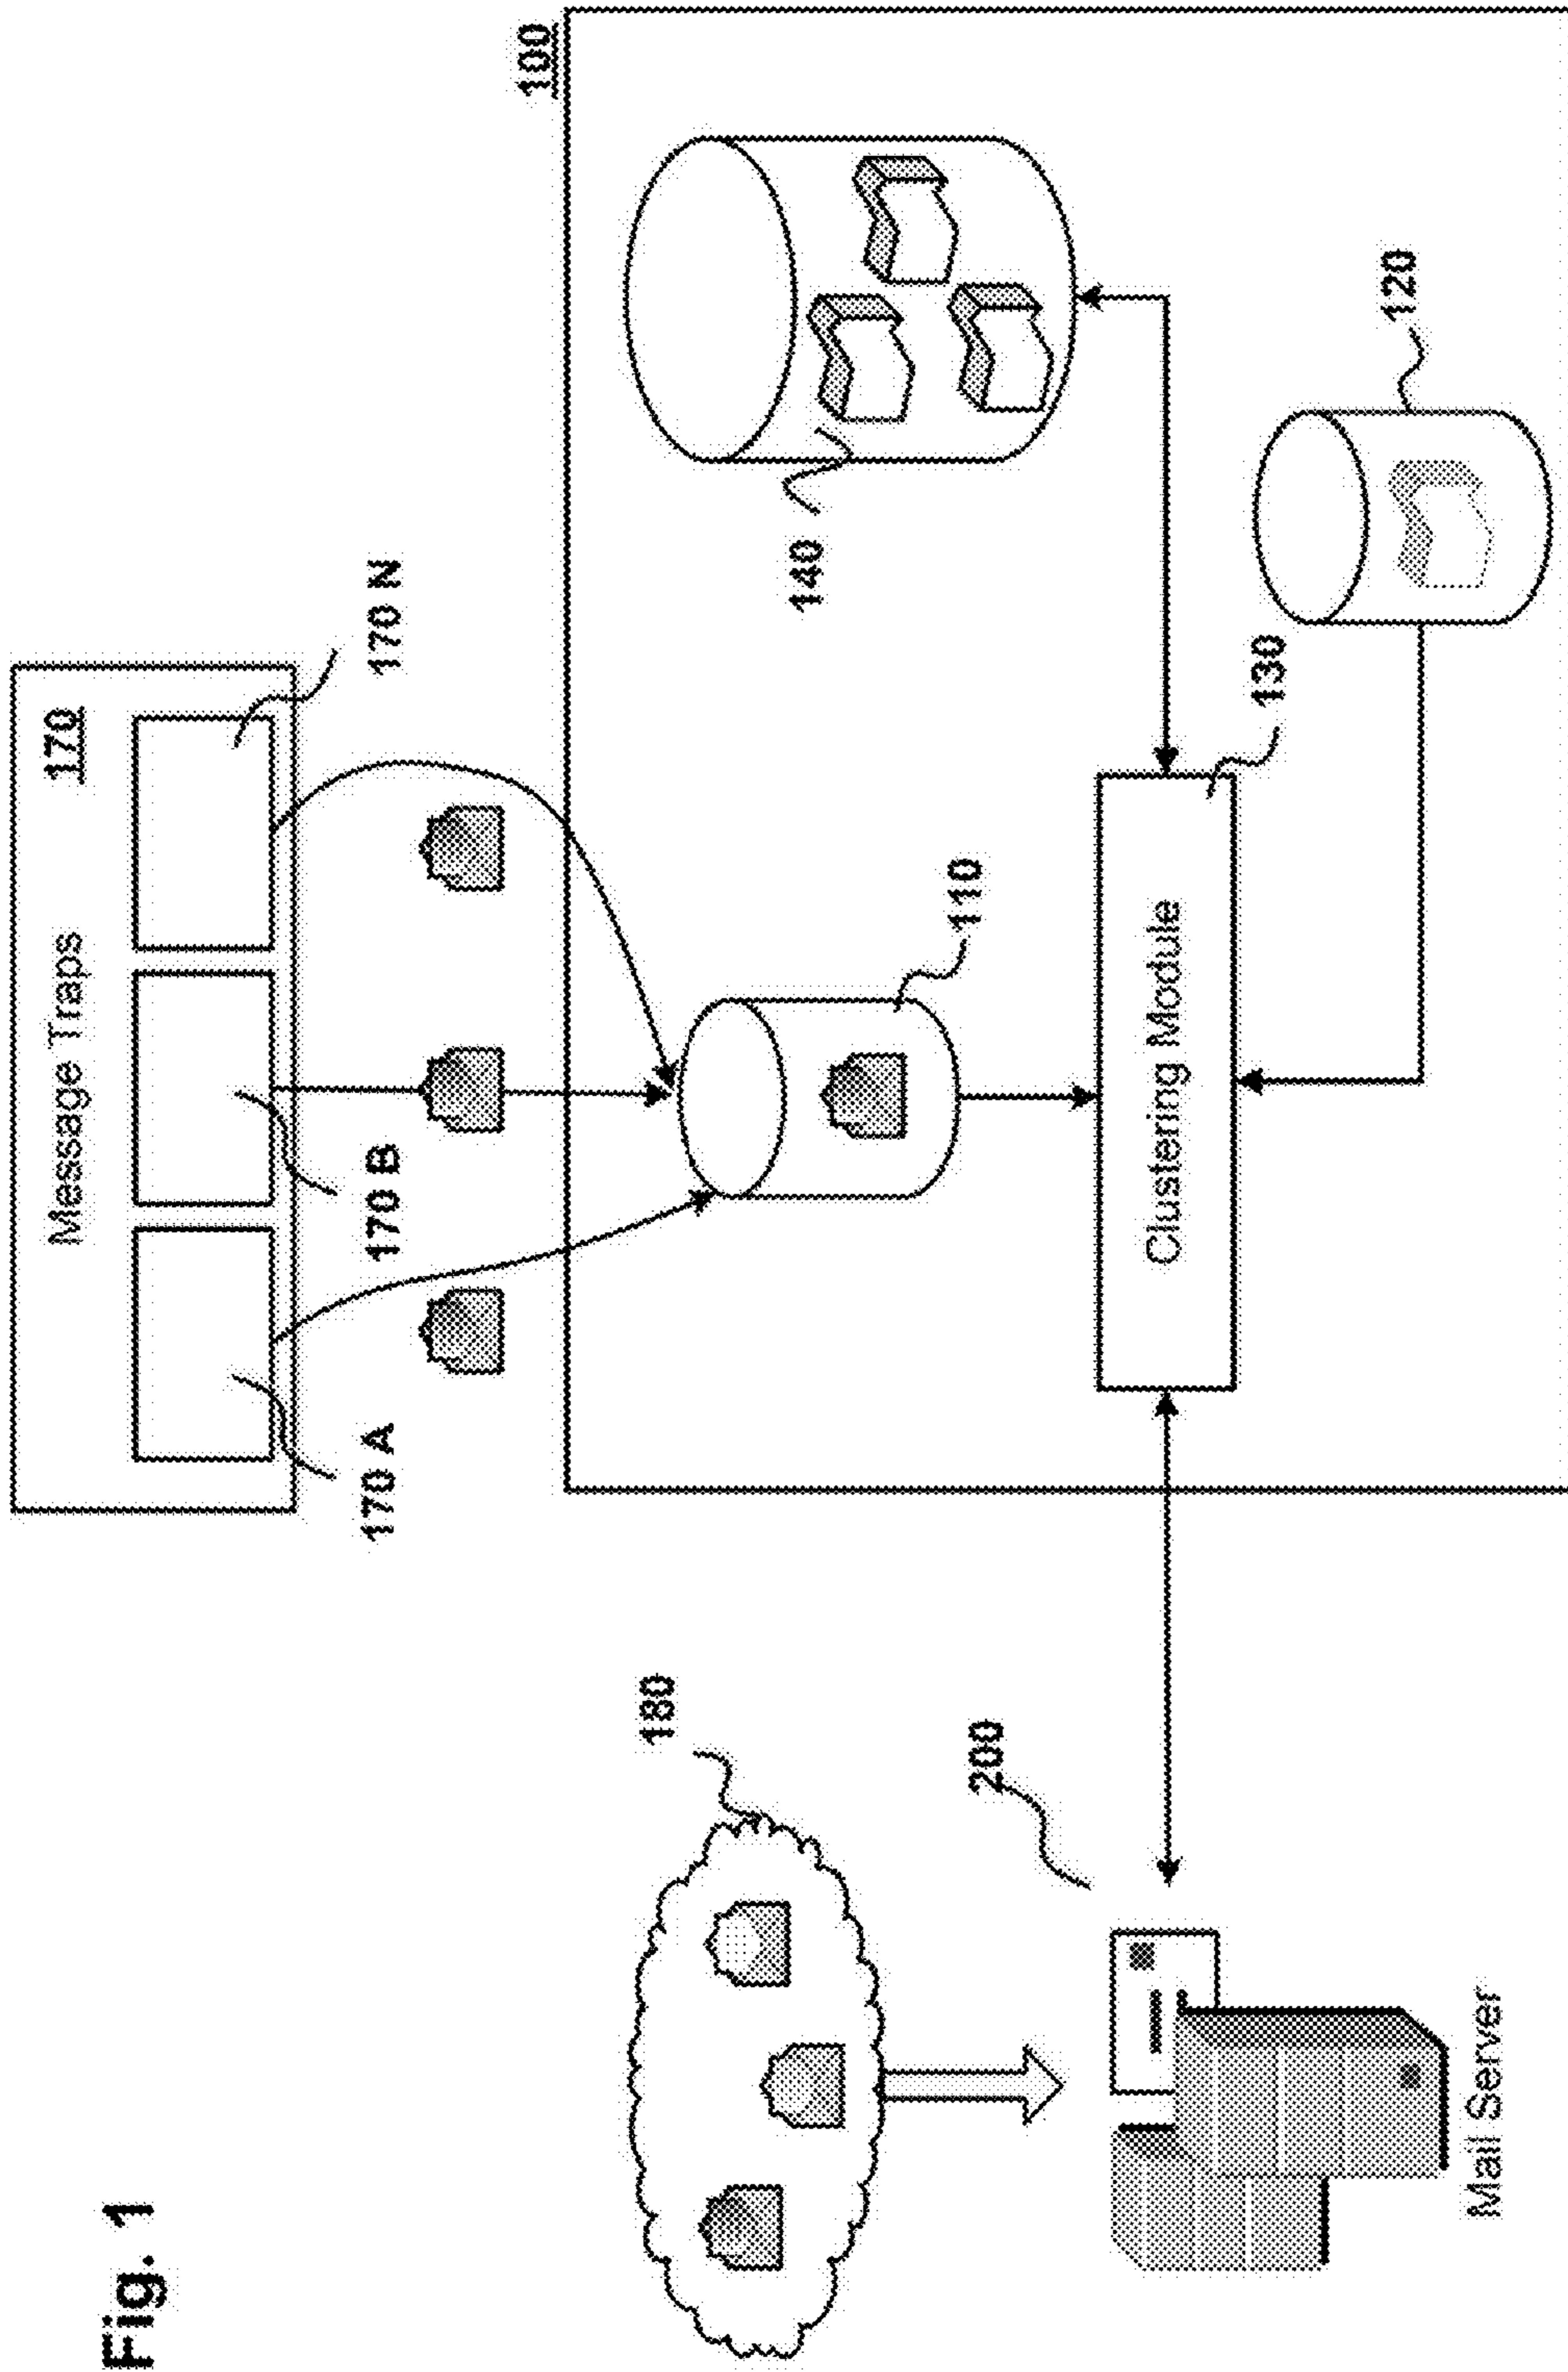 Fig. 1
Message Traps
170
170 A
170 B
170 N
100
180
110
140
200
Clustering Module
130
120
Mail Server